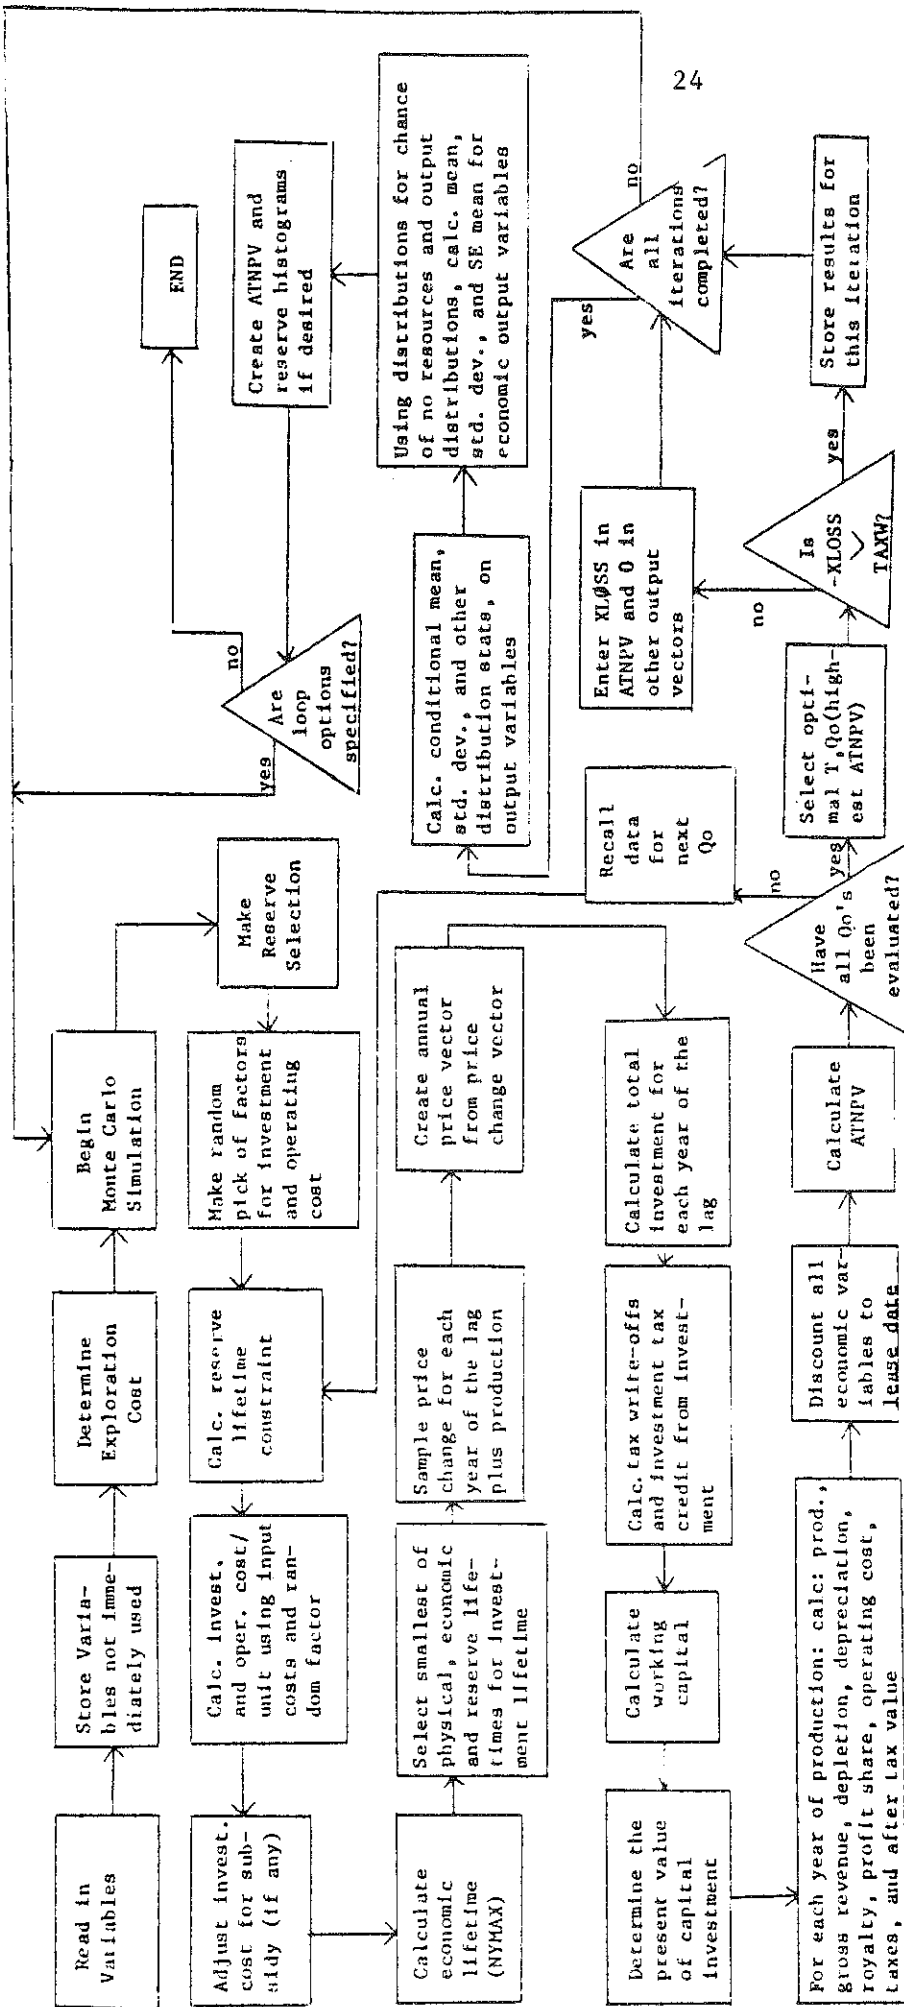 24
Read in
Variables
Store Varia-
bles not imme-
diately used
Determine
Exploration
Cost
Begin
Monte Carlo
Simulation
Make
Reserve
Selection
Make random
pick of factors
for investment
and operating
cost
Calc. reserve
lifetime
constraint
Calc. invest.
and oper. cost/
unit using input
costs and ran-
dom factor
Adjust invest.
cost for sub-
sidy (if any)
Calculate
economic
lifetime
(NYMAX)
Select smallest of
physical, economic
and reserve life-
times for invest-
ment lifetime
Sample price
change for each
year of the lag
plus production
Create annual
price vector
from price
change vector
Calculate total
investment for
each year of the
lag
Calc. tax write-offs
and investment tax
credit from invest-
ment
Calculate
working
capital
Determine the
present value
of capital
investment
For each year of production: calc: prod.,
gross revenue, depletion, depreciation,
royalty, profit share, operating cost,
taxes, and after tax value
Discount all
economic var-
iables to
lease date
Calculate
ATNPV
Have
all Qo's
been
evaluated?
no
yes
Recall
data
for
next
Qo
Select opti-
mal T,Qo(high-
est ATNPV)
Is
-XLOSS
>
TAXW?
no
yes
Enter XLØSS in
ATNPV and 0 in
other output
vectors
Store results for
this iteration
Are
all
iterations
completed?
yes
no
Calc. conditional mean,
std. dev., and other
distribution stats, on
output variables
Using distributions for chance
of no resources and output
distributions, calc. mean,
std. dev., and SE mean for
economic output variables
Create ATNPV and
reserve histograms
if desired
Are
loop
options
specified?
yes
no
END